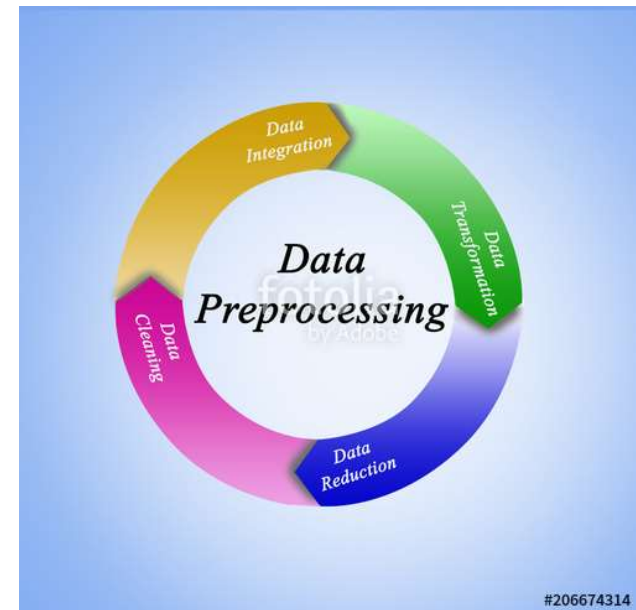 Data
Integration
Data
Transformation
Data
Preprocessing
fotolia
by Adobe
Data
Cleaning
Data
Reduction
#206674314